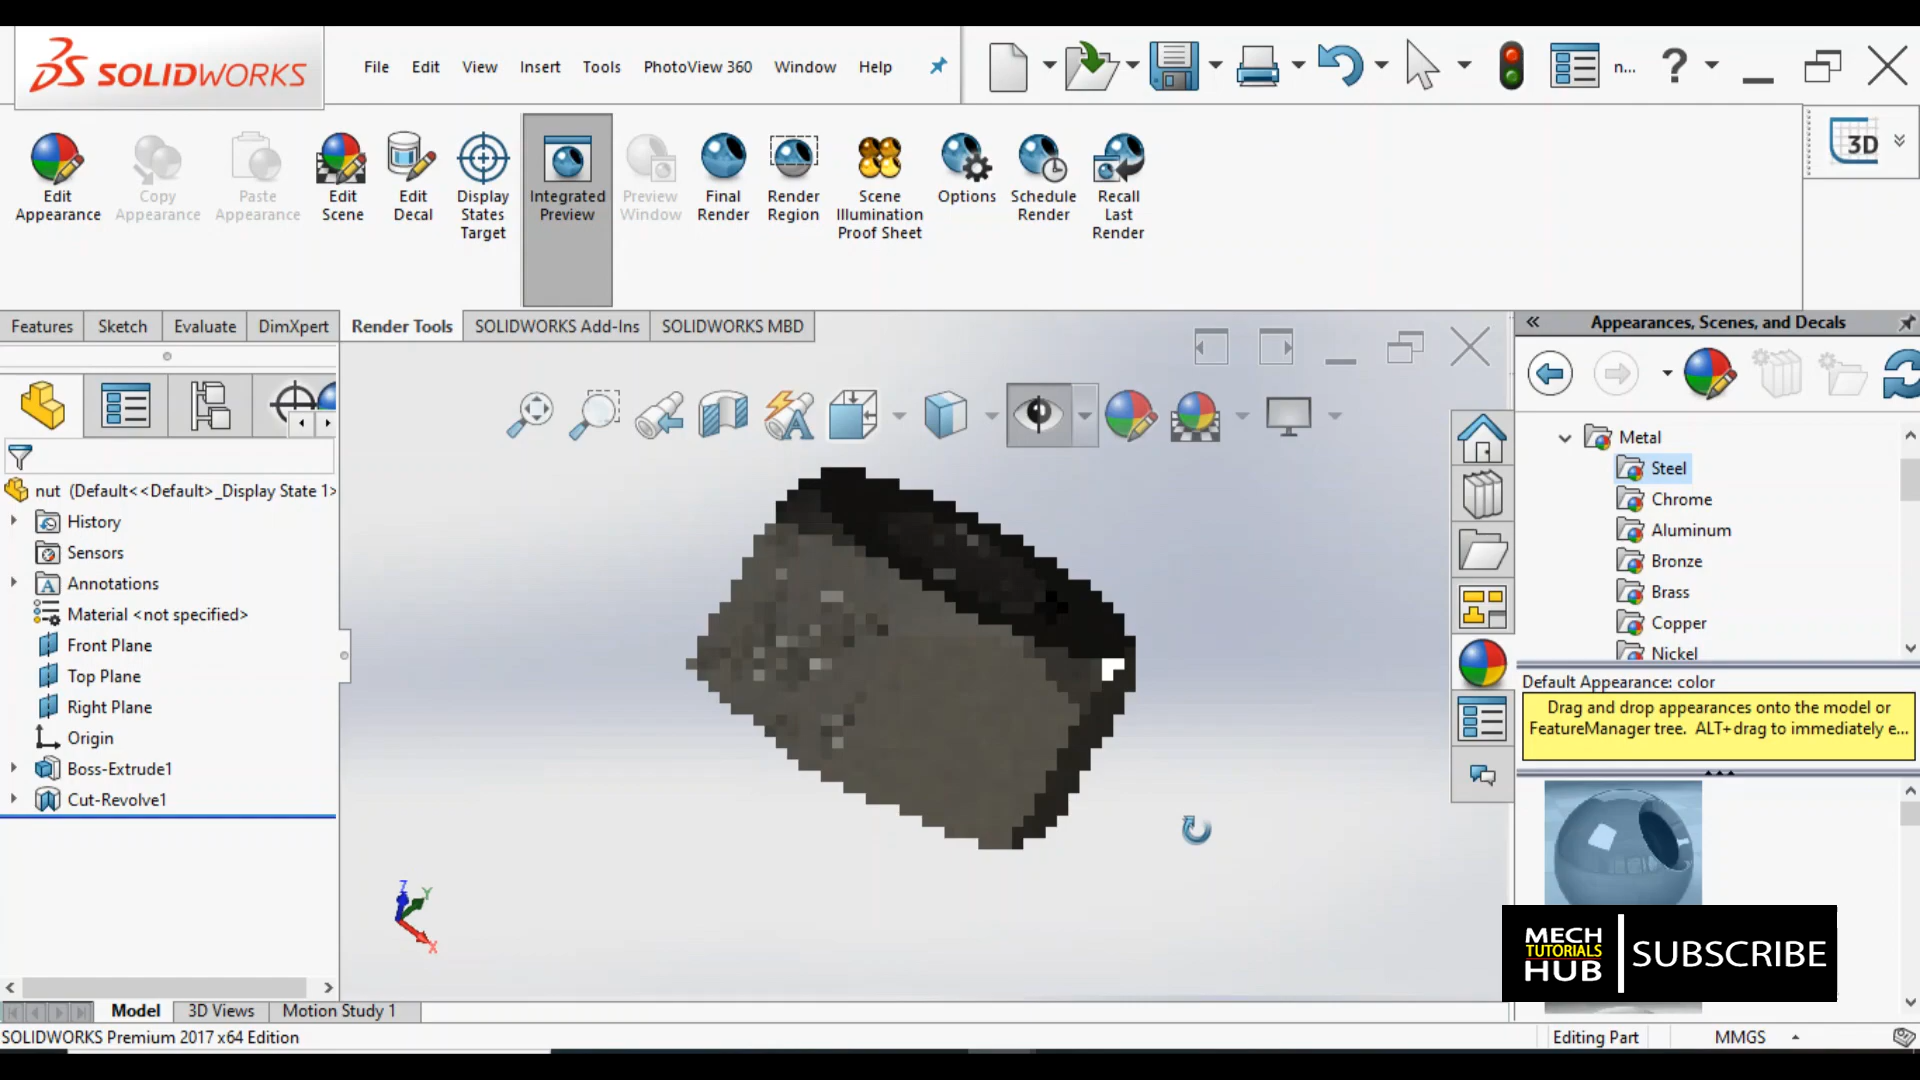 SOLIDWORKS
File Edit View Insert Tools PhotoView 360 Window Help
n...
?
Edit Appearance
Copy Appearance
Paste Appearance
Edit Scene
Edit Decal
Display States Target
Integrated Preview
Preview Window
Final Render
Render Region
Scene Illumination Proof Sheet
Options
Schedule Render
Recall Last Render
3D
Features Sketch Evaluate DimXpert Render Tools SOLIDWORKS Add-Ins SOLIDWORKS MBD
Appearances, Scenes, and Decals
nut (Default<<Default>_Display State 1>
History
Sensors
Annotations
Material <not specified>
Front Plane
Top Plane
Right Plane
Origin
Boss-Extrude1
Cut-Revolve1
Z
Y
X
Metal
Steel
Chrome
Aluminum
Bronze
Brass
Copper
Nickel
Default Appearance: color
Drag and drop appearances onto the model or
FeatureManager tree. ALT+drag to immediately e...
MECH
TUTORIALS
HUB
SUBSCRIBE
Model 3D Views Motion Study 1
SOLIDWORKS Premium 2017 x64 Edition
Editing Part
MMGS